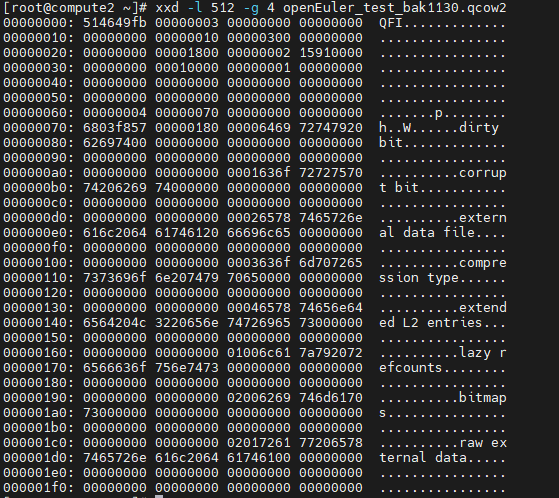 [root@compute2 ~]# xxd -l 512 -g 4 openEuler_test_bak1130.qcow2
00000000: 514649fb 00000003 00000000 00000000  QFI.............
00000010: 00000000 00000010 00000300 00000000  ................
00000020: 00000000 00001800 00000002 15910000  ................
00000030: 00000000 00010000 00000001 00000000  ................
00000040: 00000000 00000000 00000000 00000000  ................
00000050: 00000000 00000000 00000000 00000000  ................
00000060: 00000004 00000070 00000000 00000000  .......p........
00000070: 6803f857 00000180 00006469 72747920  h..W......dirty 
00000080: 62697400 00000000 00000000 00000000  bit.............
00000090: 00000000 00000000 00000000 00000000  ................
000000a0: 00000000 00000000 0001636f 72727570  ..........corrup
000000b0: 74206269 74000000 00000000 00000000  t bit...........
000000c0: 00000000 00000000 00000000 00000000  ................
000000d0: 00000000 00000000 00026578 7465726e  ..........extern
000000e0: 616c2064 61746120 66696c65 00000000  al data file....
000000f0: 00000000 00000000 00000000 00000000  ................
00000100: 00000000 00000000 0003636f 6d707265  ..........compre
00000110: 7373696f 6e207479 70650000 00000000  ssion type......
00000120: 00000000 00000000 00000000 00000000  ................
00000130: 00000000 00000000 00046578 74656e64  ..........extend
00000140: 6564204c 3220656e 74726965 73000000  ed L2 entries...
00000150: 00000000 00000000 00000000 00000000  ................
00000160: 00000000 00000000 01006c61 7a792072  ..........lazy r
00000170: 6566636f 756e7473 00000000 00000000  efcounts........
00000180: 00000000 00000000 00000000 00000000  ................
00000190: 00000000 00000000 02006269 746d6170  ..........bitmap
000001a0: 73000000 00000000 00000000 00000000  s...............
000001b0: 00000000 00000000 00000000 00000000  ................
000001c0: 00000000 00000000 02017261 77206578  ..........raw ex
000001d0: 7465726e 616c2064 61746100 00000000  ternal data.....
000001e0: 00000000 00000000 00000000 00000000  ................
000001f0: 00000000 00000000 00000000 00000000  ................